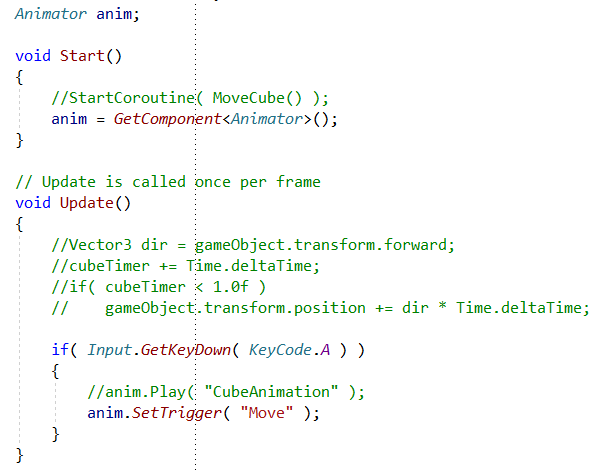 Animator anim;
void Start()
{
//StartCoroutine( MoveCube() );
anim = GetComponent<Animator>();
}
// Update is called once per frame
void Update()
{
//Vector3 dir = gameObject.transform.forward;
//cubeTimer += Time.deltaTime;
//if( cubeTimer < 1.0f )
//    gameObject.transform.position += dir * Time.deltaTime;
if( Input.GetKeyDown( KeyCode.A ) )
{
//anim.Play( "CubeAnimation" );
anim.SetTrigger( "Move" );
}
}